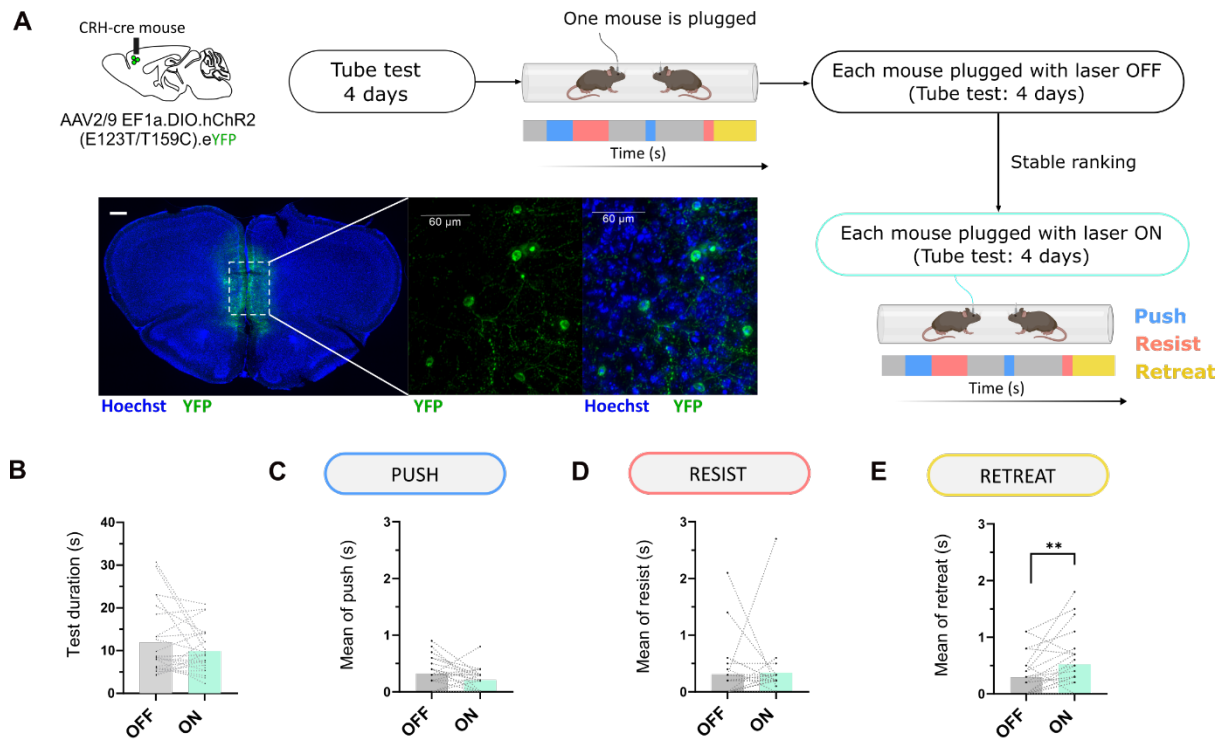 A
CRH-cre mouse
AAV2/9 EF1a.DIO.hChR2
(E123T/T159C).eYFP
Tube test
4 days
One mouse is plugged
Time (s)
Each mouse plugged with laser OFF
(Tube test: 4 days)
Stable ranking
Each mouse plugged with laser ON
(Tube test: 4 days)
Push
Resist
Retreat
Time (s)
60 µm
60 µm
Hoechst YFP
YFP
Hoechst YFP
B
Test duration (s)
40
30
20
10
0
OFF
ON
C
PUSH
Mean of push (s)
3
2
1
0
OFF
ON
D
RESIST
Mean of resist (s)
3
2
1
0
OFF
ON
E
RETREAT
Mean of retreat (s)
3
2
1
0
**
OFF
ON